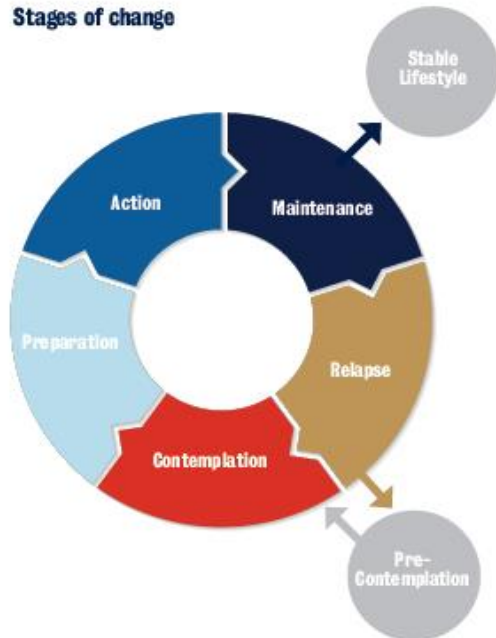 Stages of change
Stable
Lifestyle
Action
Maintenance
Preparation
Relapse
Contemplation
Pre-
Contemplation